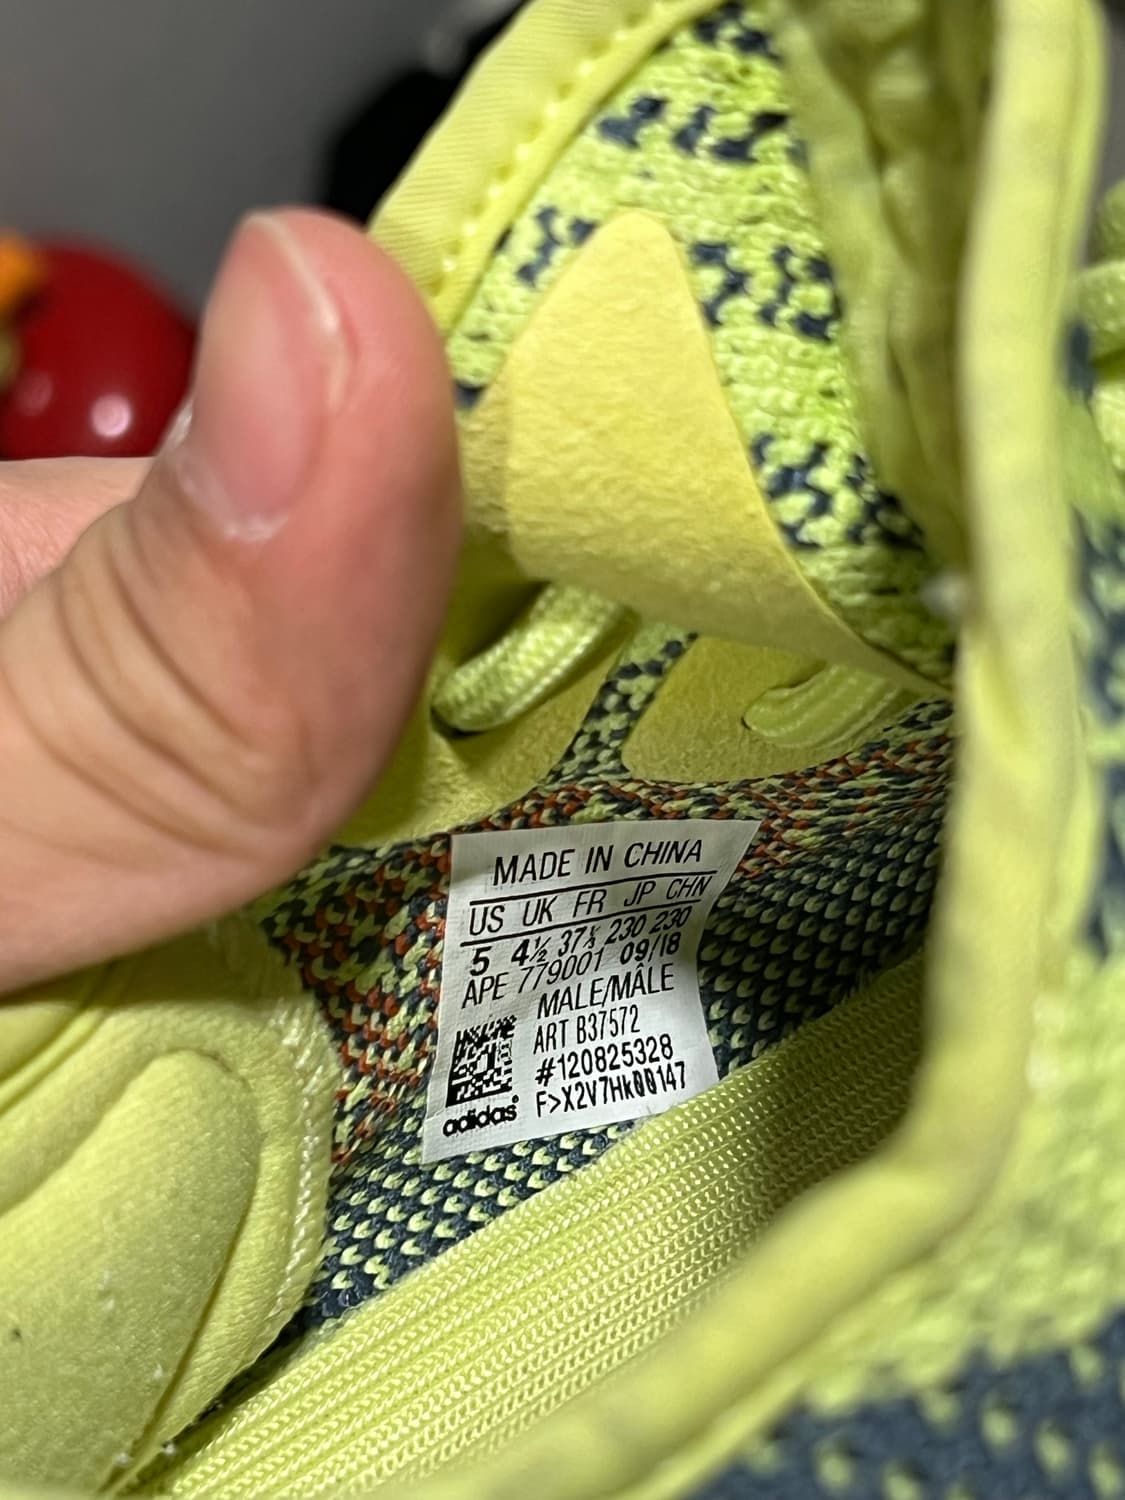 MADE IN CHINA
US UK FR JP CHN
5 4½ 37⅓ 230 230
APE 779001 09/18
MALE/MÂLE
ART B37572
#120825328
F>X2V7Hk00147
adidas®